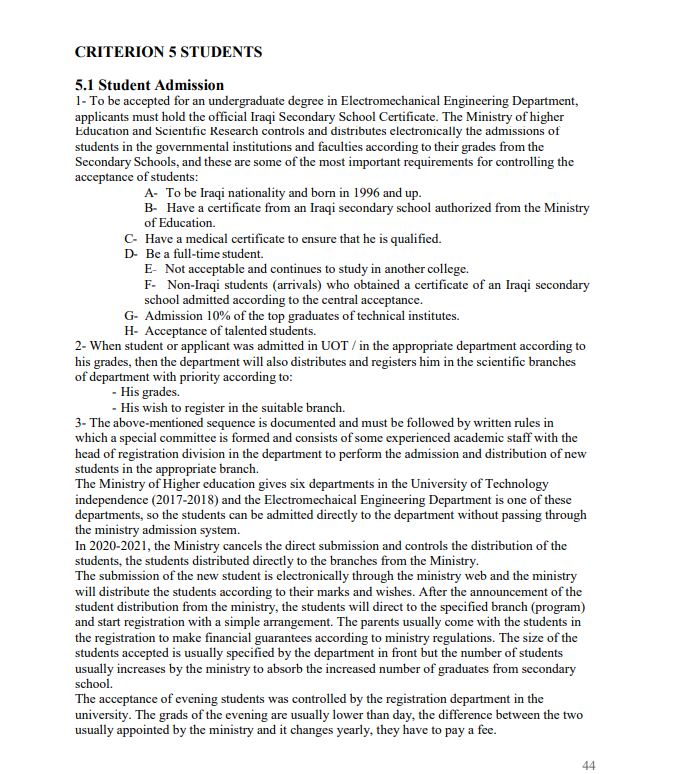 CRITERION 5 STUDENTS
5.1 Student Admission
1- To be accepted for an undergraduate degree in Electromechanical Engineering Department,
applicants must hold the official Iraqi Secondary School Certificate. The Ministry of higher
Education and Scientific Research controls and distributes electronically the admissions of
students in the governmental institutions and faculties according to their grades from the
Secondary Schools, and these are some of the most important requirements for controlling the
acceptance of students:
A- To be Iraqi nationality and born in 1996 and up.
B- Have a certificate from an Iraqi secondary school authorized from the Ministry
of Education.
C- Have a medical certificate to ensure that he is qualified.
D- Be a full-time student.
E- Not acceptable and continues to study in another college.
F- Non-Iraqi students (arrivals) who obtained a certificate of an Iraqi secondary
school admitted according to the central acceptance.
G- Admission 10% of the top graduates of technical institutes.
H- Acceptance of talented students.
2- When student or applicant was admitted in UOT / in the appropriate department according to
his grades, then the department will also distributes and registers him in the scientific branches
of department with priority according to:
- His grades.
- His wish to register in the suitable branch.
3- The above-mentioned sequence is documented and must be followed by written rules in
which a special committee is formed and consists of some experienced academic staff with the
head of registration division in the department to perform the admission and distribution of new
students in the appropriate branch.
The Ministry of Higher education gives six departments in the University of Technology
independence (2017-2018) and the Electromechaical Engineering Department is one of these
departments, so the students can be admitted directly to the department without passing through
the ministry admission system.
In 2020-2021, the Ministry cancels the direct submission and controls the distribution of the
students, the students distributed directly to the branches from the Ministry.
The submission of the new student is electronically through the ministry web and the ministry
will distribute the students according to their marks and wishes. After the announcement of the
student distribution from the ministry, the students will direct to the specified branch (program)
and start registration with a simple arrangement. The parents usually come with the students in
the registration to make financial guarantees according to ministry regulations. The size of the
students accepted is usually specified by the department in front but the number of students
usually increases by the ministry to absorb the increased number of graduates from secondary
school.
The acceptance of evening students was controlled by the registration department in the
university. The grads of the evening are usually lower than day, the difference between the two
usually appointed by the ministry and it changes yearly, they have to pay a fee.
44